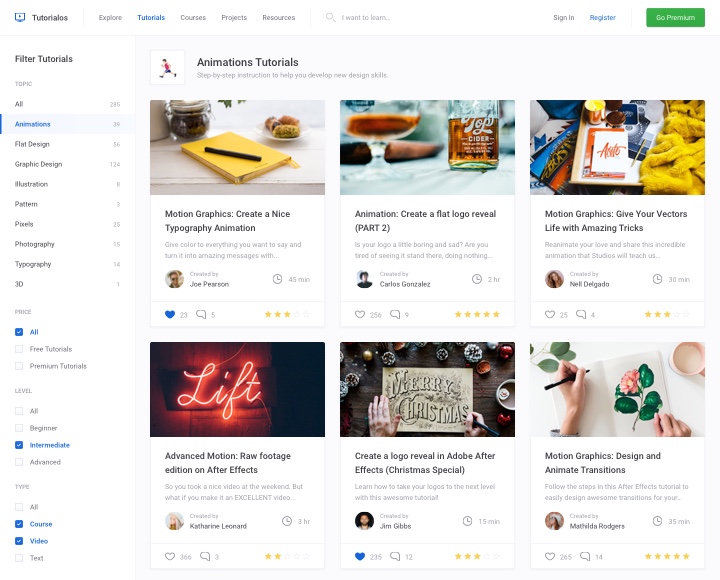 Tutorialos
Explore
Tutorials
Courses
Projects
Resources
I want to learn...
Sign In
Register
Go Premium
Filter Tutorials
TOPIC
All 285
Animations 39
Flat Design 56
Graphic Design 124
Illustration 8
Pattern 3
Pixels 25
Photography 15
Typography 14
3D 1
PRICE
All
Free Tutorials
Premium Tutorials
LEVEL
All
Beginner
Intermediate
Advanced
TYPE
All
Course
Video
Text
Animations Tutorials
Step-by-step instruction to help you develop new design skills.
Motion Graphics: Create a Nice
Typography Animation
Give color to everything you want to say and
turn it into amazing messages with...
Created by
Joe Pearson
45 min
23 5
CIDER
Animation: Create a flat logo reveal
(PART 2)
Is your logo a little boring and sad? Are you
tired of seeing it stand there, doing nothing...
Created by
Carlos Gonzalez
2 hr
256 9
Motion Graphics: Give Your Vectors
Life with Amazing Tricks
Reanimate your love and share this incredible
animation that Studios will teach us...
Created by
Nell Delgado
30 min
25 4
Lift
Advanced Motion: Raw footage
edition on After Effects
So you took a nice video at the weekend. But
what if you make it an EXCELLENT video...
Created by
Katharine Leonard
3 hr
366 3
MERRY
CHRISTMAS
Create a logo reveal in Adobe After
Effects (Christmas Special)
Learn how to take your logos to the next level
with this awesome tutorial!
Created by
Jim Gibbs
15 min
235 12
Motion Graphics: Design and
Animate Transitions
Follow the steps in this After Effects tutorial to
easily design awesome transitions for your...
Created by
Mathilda Rodgers
35 min
265 14